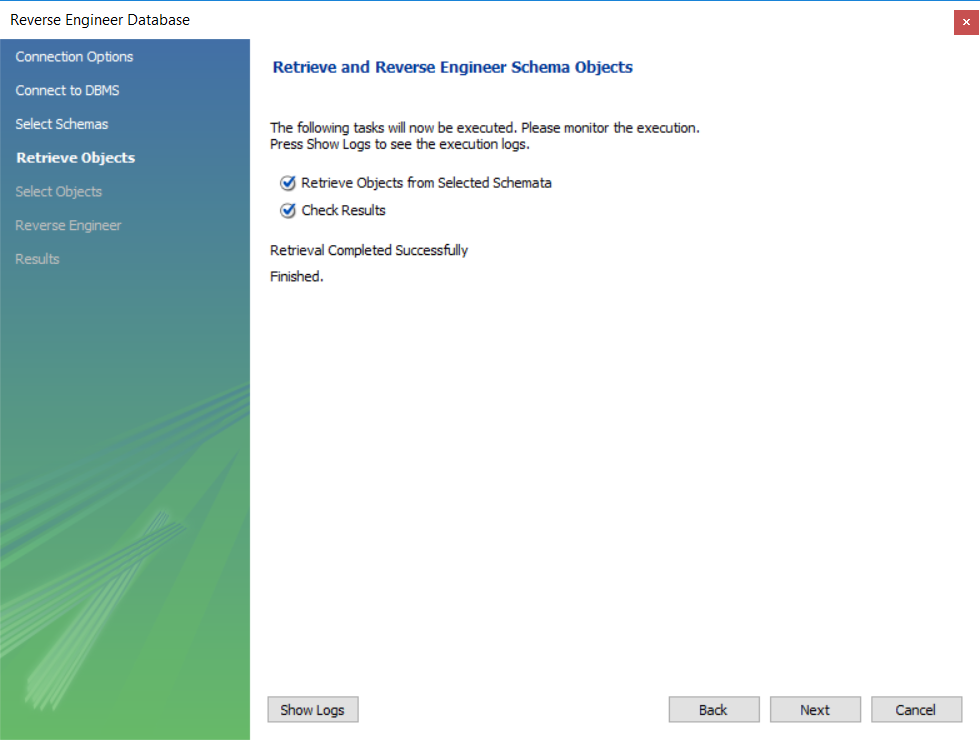 Reverse Engineer Database
Connection Options
Connect to DBMS
Select Schemas
Retrieve Objects
Select Objects
Reverse Engineer
Results
Retrieve and Reverse Engineer Schema Objects
The following tasks will now be executed. Please monitor the execution.
Press Show Logs to see the execution logs.
Retrieve Objects from Selected Schemata
Check Results
Retrieval Completed Successfully
Finished.
Show Logs
Back
Next
Cancel